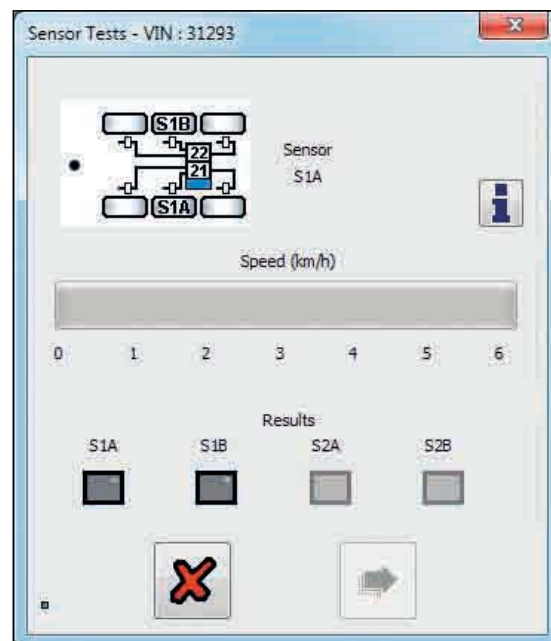 Sensor Tests - VIN : 31293
S1B
22
21
S1A
Sensor
S1A
i
Speed (km/h)
0 1 2 3 4 5 6
Results
S1A S1B S2A S2B